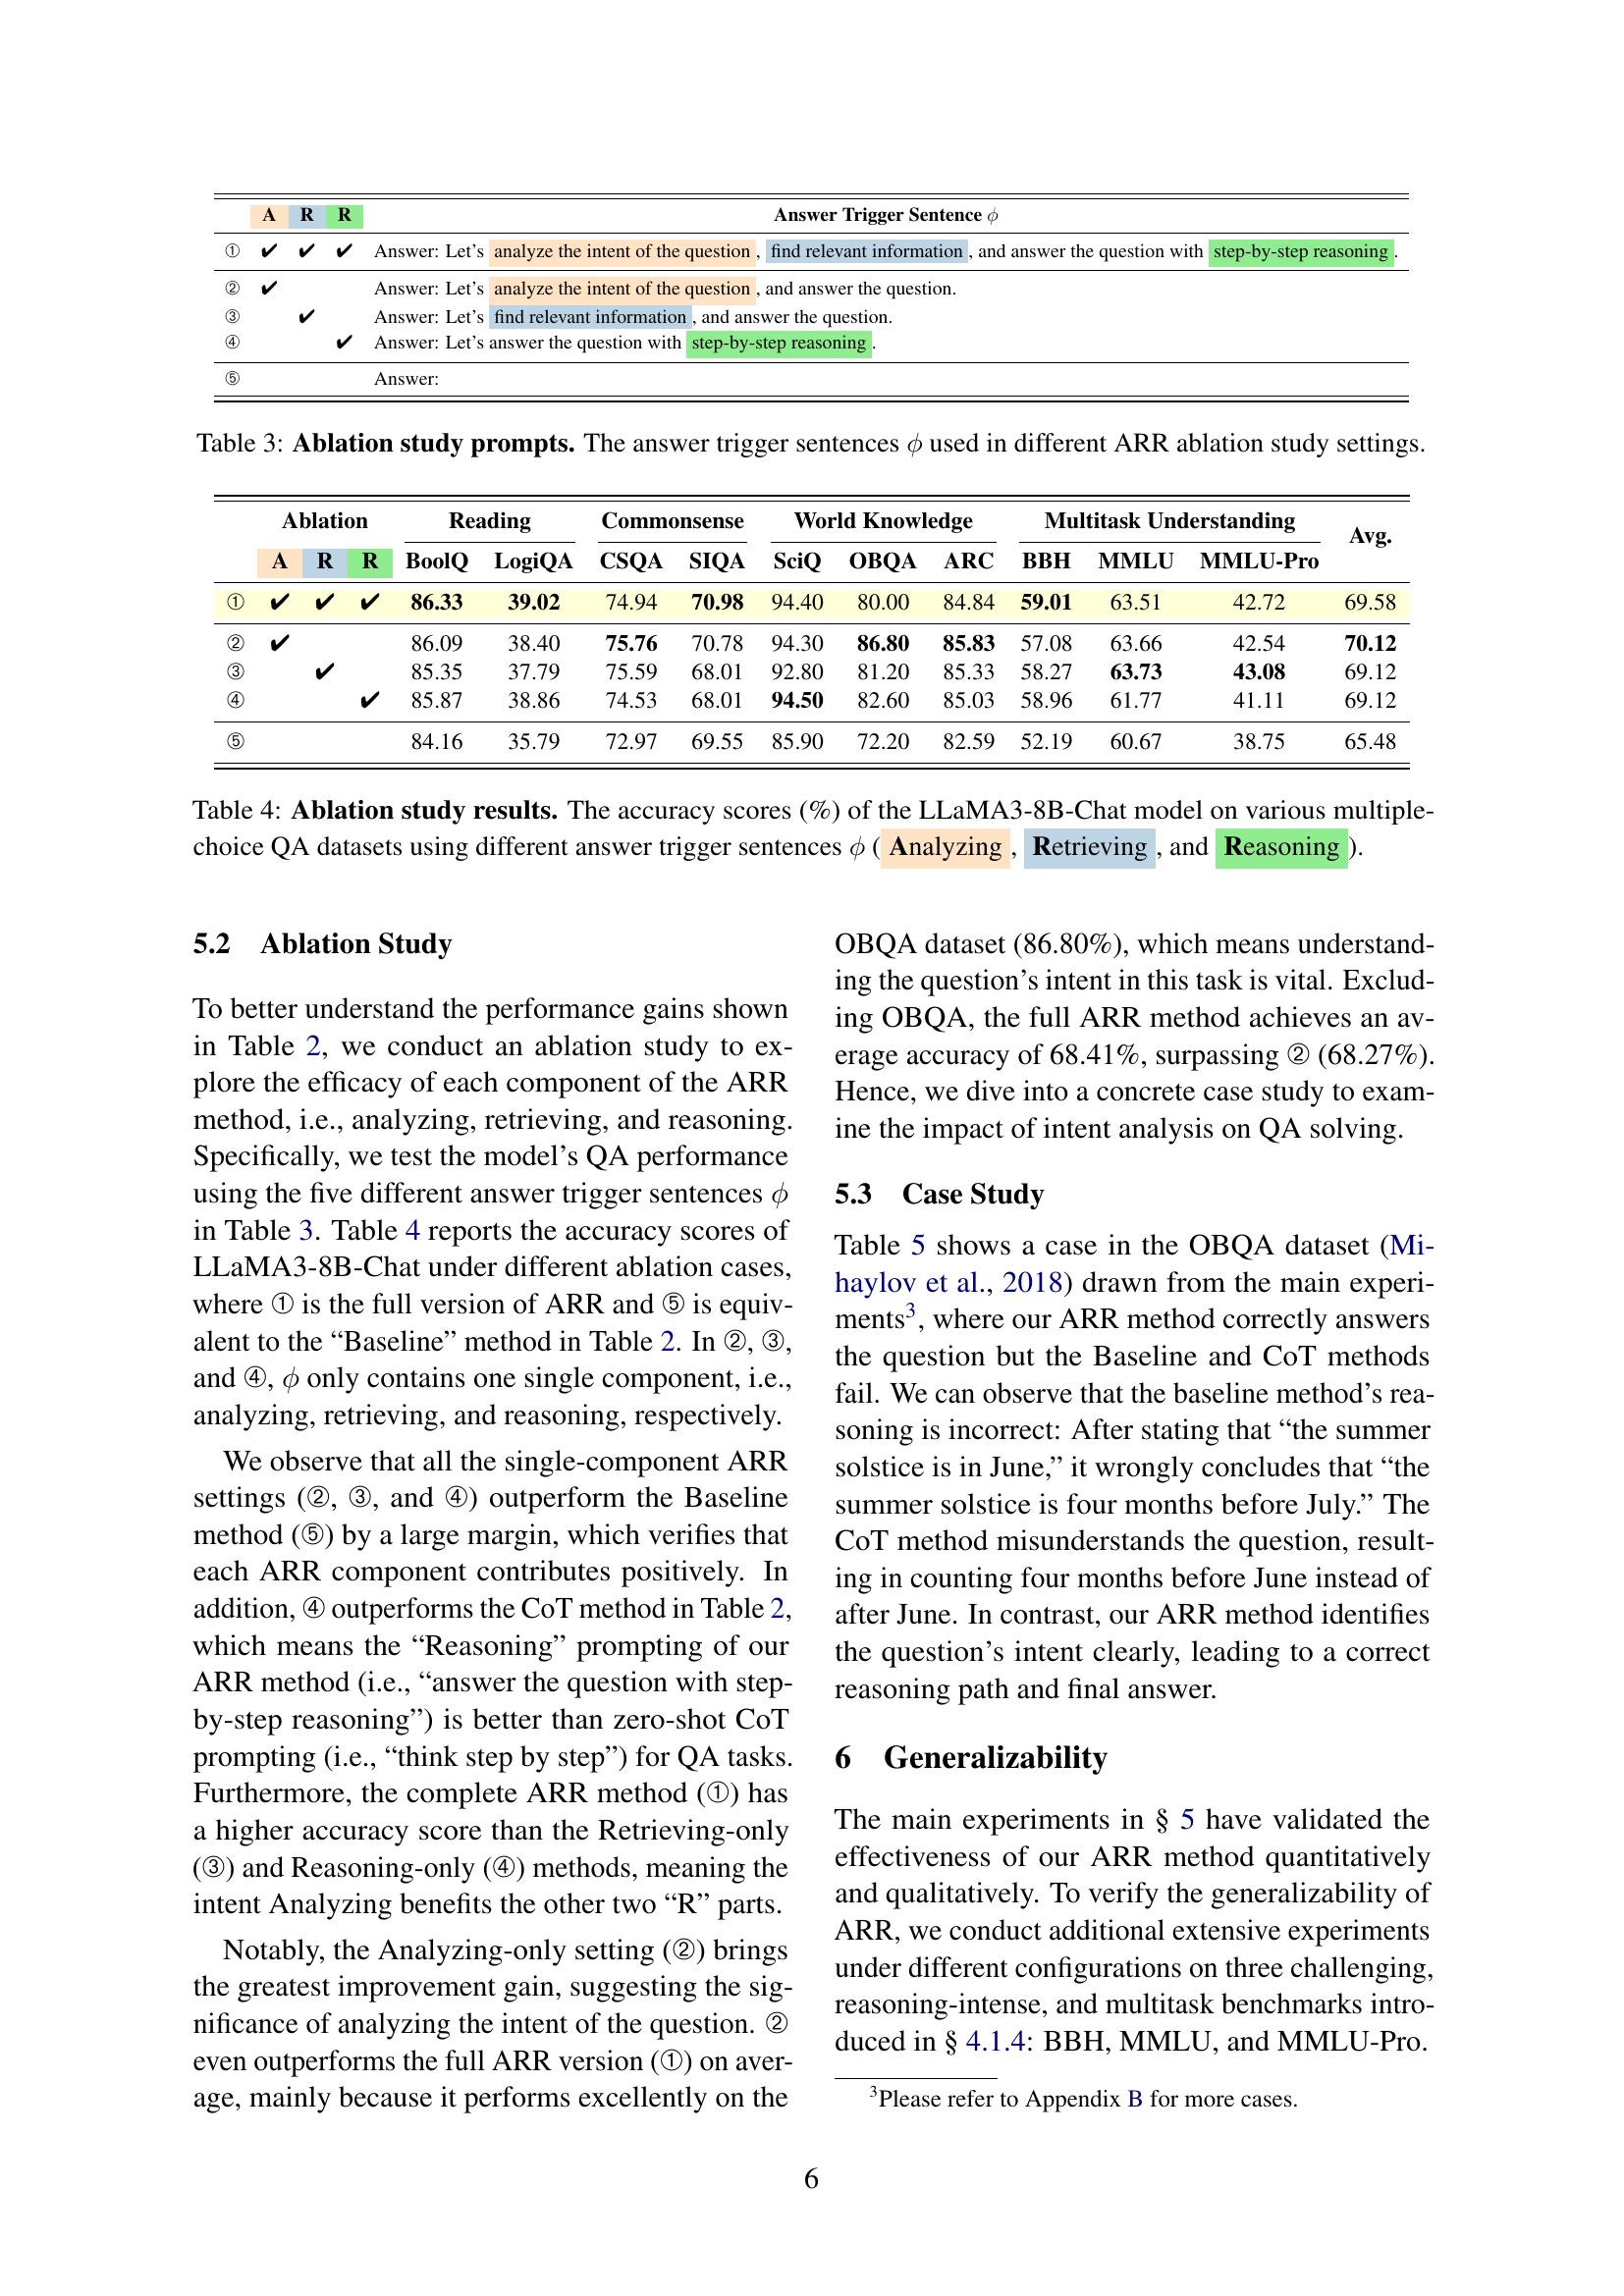 A R R Answer Trigger Sentence ϕ
① ✔ ✔ ✔ Answer: Let's analyze the intent of the question , find relevant information , and answer the question with step-by-step reasoning .
② ✔ Answer: Let's analyze the intent of the question , and answer the question.
③ ✔ Answer: Let's find relevant information , and answer the question.
④ ✔ Answer: Let's answer the question with step-by-step reasoning .
⑤ Answer:
Table 3: Ablation study prompts. The answer trigger sentences ϕ used in different ARR ablation study settings.
Ablation Reading Commonsense World Knowledge Multitask Understanding Avg.
A R R BoolQ LogiQA CSQA SIQA SciQ OBQA ARC BBH MMLU MMLU-Pro
① ✔ ✔ ✔ 86.33 39.02 74.94 70.98 94.40 80.00 84.84 59.01 63.51 42.72 69.58
② ✔ 86.09 38.40 75.76 70.78 94.30 86.80 85.83 57.08 63.66 42.54 70.12
③ ✔ 85.35 37.79 75.59 68.01 92.80 81.20 85.33 58.27 63.73 43.08 69.12
④ ✔ 85.87 38.86 74.53 68.01 94.50 82.60 85.03 58.96 61.77 41.11 69.12
⑤ 84.16 35.79 72.97 69.55 85.90 72.20 82.59 52.19 60.67 38.75 65.48
Table 4: Ablation study results. The accuracy scores (%) of the LLaMA3-8B-Chat model on various multiple-
choice QA datasets using different answer trigger sentences ϕ ( Analyzing , Retrieving , and Reasoning ).
5.2 Ablation Study
To better understand the performance gains shown
in Table 2, we conduct an ablation study to ex-
plore the efficacy of each component of the ARR
method, i.e., analyzing, retrieving, and reasoning.
Specifically, we test the model's QA performance
using the five different answer trigger sentences ϕ
in Table 3. Table 4 reports the accuracy scores of
LLaMA3-8B-Chat under different ablation cases,
where ① is the full version of ARR and ⑤ is equiv-
alent to the “Baseline” method in Table 2. In ②, ③,
and ④, ϕ only contains one single component, i.e.,
analyzing, retrieving, and reasoning, respectively.
We observe that all the single-component ARR
settings (②, ③, and ④) outperform the Baseline
method (⑤) by a large margin, which verifies that
each ARR component contributes positively. In
addition, ④ outperforms the CoT method in Table 2,
which means the “Reasoning” prompting of our
ARR method (i.e., “answer the question with step-
by-step reasoning”) is better than zero-shot CoT
prompting (i.e., “think step by step”) for QA tasks.
Furthermore, the complete ARR method (①) has
a higher accuracy score than the Retrieving-only
(③) and Reasoning-only (④) methods, meaning the
intent Analyzing benefits the other two “R” parts.
Notably, the Analyzing-only setting (②) brings
the greatest improvement gain, suggesting the sig-
nificance of analyzing the intent of the question. ②
even outperforms the full ARR version (①) on aver-
age, mainly because it performs excellently on the
OBQA dataset (86.80%), which means understand-
ing the question's intent in this task is vital. Exclud-
ing OBQA, the full ARR method achieves an av-
erage accuracy of 68.41%, surpassing ② (68.27%).
Hence, we dive into a concrete case study to exam-
ine the impact of intent analysis on QA solving.
5.3 Case Study
Table 5 shows a case in the OBQA dataset (Mi-
haylov et al., 2018) drawn from the main experi-
ments3, where our ARR method correctly answers
the question but the Baseline and CoT methods
fail. We can observe that the baseline method's rea-
soning is incorrect: After stating that “the summer
solstice is in June,” it wrongly concludes that “the
summer solstice is four months before July.” The
CoT method misunderstands the question, result-
ing in counting four months before June instead of
after June. In contrast, our ARR method identifies
the question's intent clearly, leading to a correct
reasoning path and final answer.
6 Generalizability
The main experiments in § 5 have validated the
effectiveness of our ARR method quantitatively
and qualitatively. To verify the generalizability of
ARR, we conduct additional extensive experiments
under different configurations on three challenging,
reasoning-intense, and multitask benchmarks intro-
duced in § 4.1.4: BBH, MMLU, and MMLU-Pro.
3Please refer to Appendix B for more cases.
6